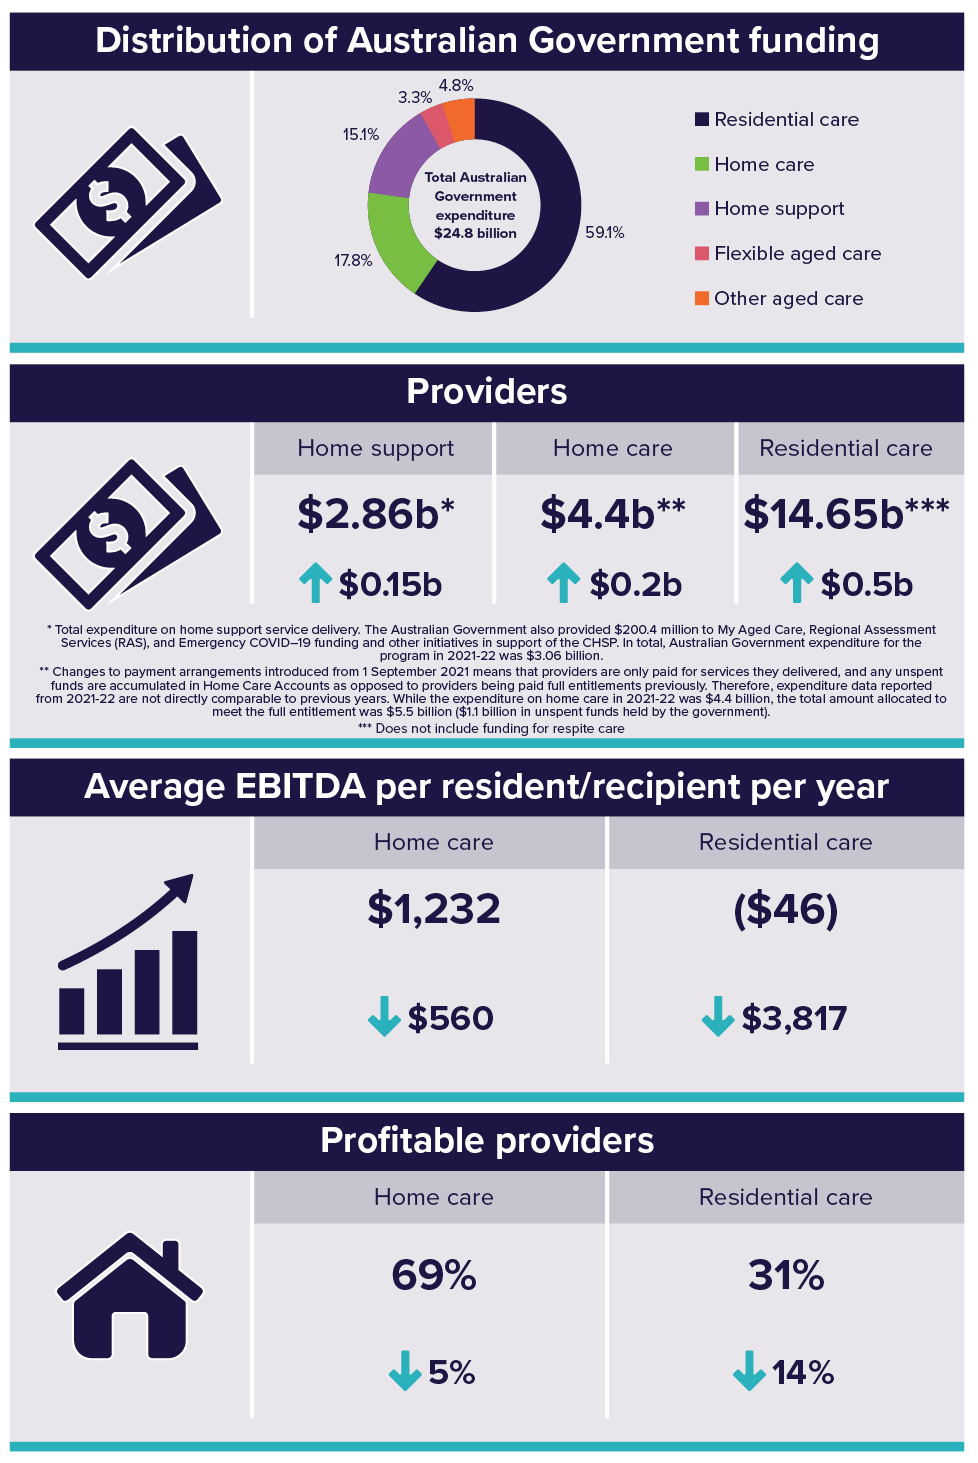 Distribution of Australian Government funding
4.8%
3.3%
15.1%
17.8%
59.1%
Total Australian
Government
expenditure
$24.8 billion
Residential care
Home care
Home support
Flexible aged care
Other aged care
Providers
Home support
Home care
Residential care
$2.86b*
$4.4b**
$14.65b***
$0.15b
$0.2b
$0.5b
* Total expenditure on home support service delivery. The Australian Government also provided $200.4 million to My Aged Care, Regional Assessment
Services (RAS), and Emergency COVID–19 funding and other initiatives in support of the CHSP. In total, Australian Government expenditure for the
program in 2021-22 was $3.06 billion.
** Changes to payment arrangements introduced from 1 September 2021 means that providers are only paid for services they delivered, and any unspent
funds are accumulated in Home Care Accounts as opposed to providers being paid full entitlements previously. Therefore, expenditure data reported
from 2021-22 are not directly comparable to previous years. While the expenditure on home care in 2021-22 was $4.4 billion, the total amount allocated to
meet the full entitlement was $5.5 billion ($1.1 billion in unspent funds held by the government).
*** Does not include funding for respite care
Average EBITDA per resident/recipient per year
Home care
Residential care
$1,232
($46)
$560
$3,817
Profitable providers
Home care
Residential care
69%
31%
5%
14%